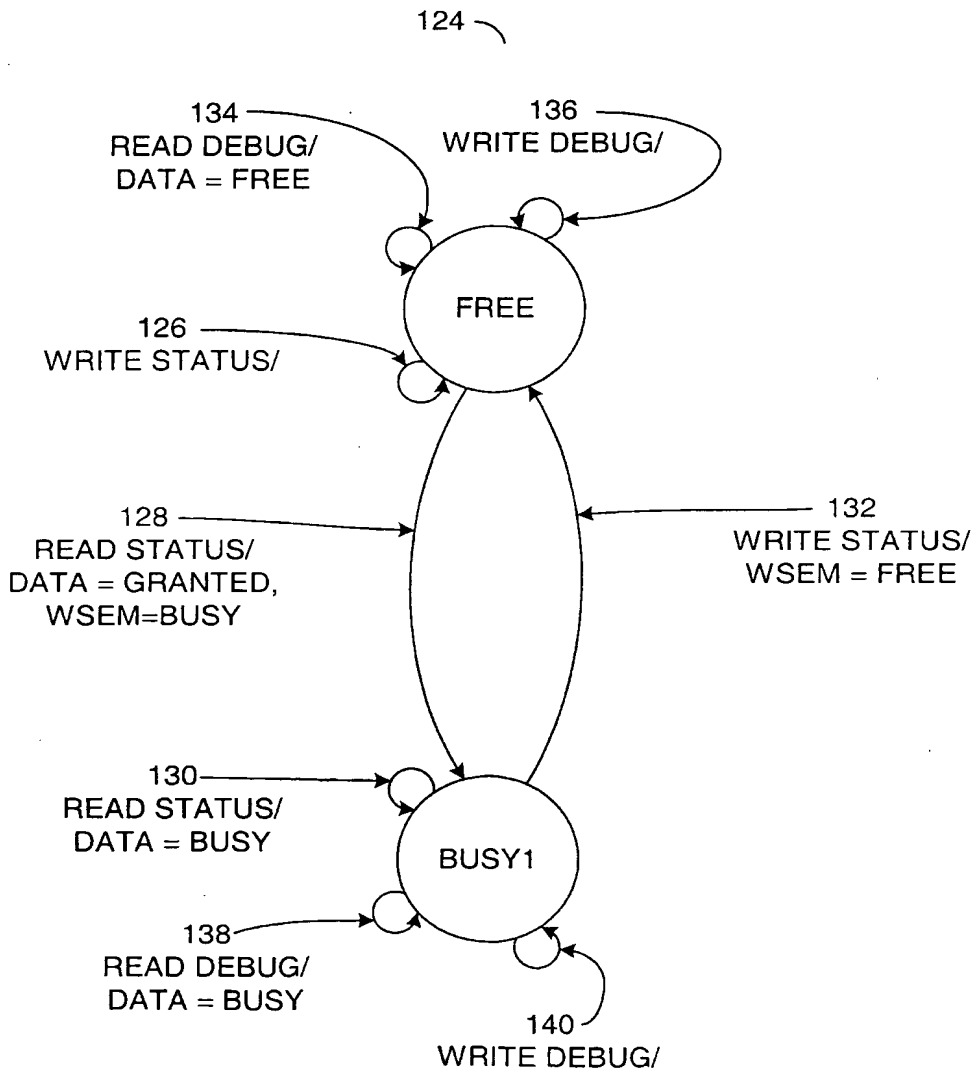 124
134
READ DEBUG/
DATA = FREE
136
WRITE DEBUG/
FREE
126
WRITE STATUS/
128
READ STATUS/
DATA = GRANTED,
WSEM=BUSY
132
WRITE STATUS/
WSEM = FREE
130
READ STATUS/
DATA = BUSY
BUSY1
138
READ DEBUG/
DATA = BUSY
140
WRITE DEBUG/